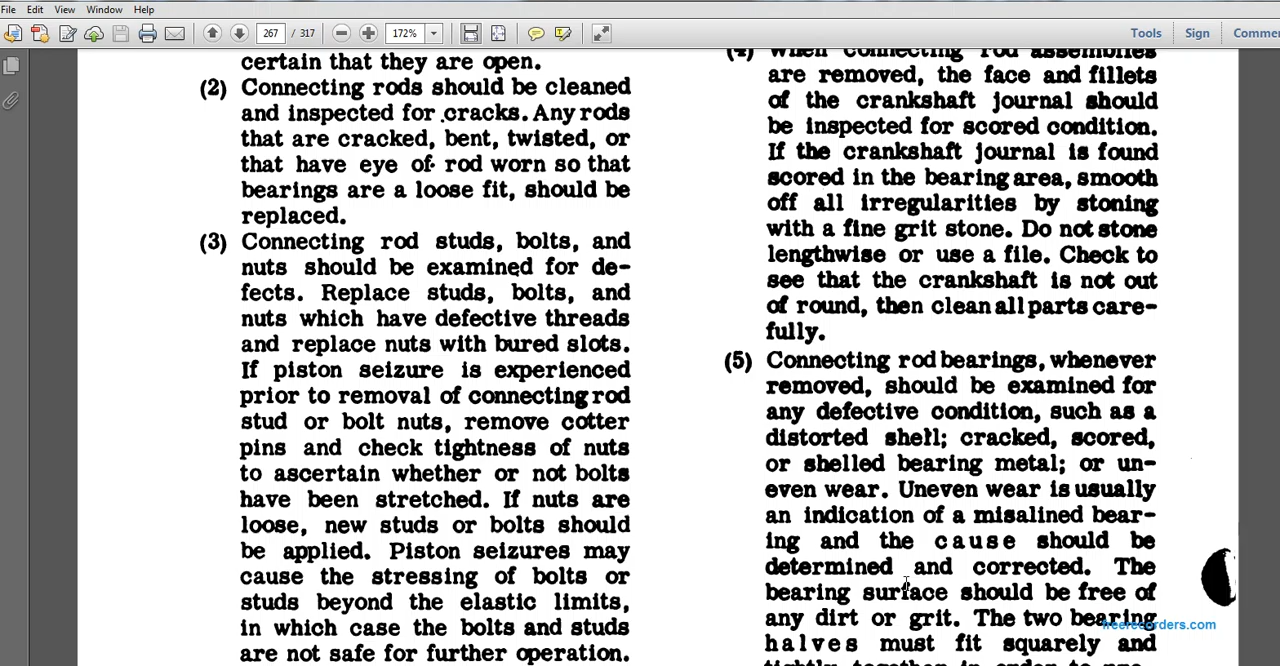 File Edit View Window Help
267 / 317 172% Tools Sign Comme
certain that they are open.
(2) Connecting rods should be cleaned
and inspected for cracks. Any rods
that are cracked, bent, twisted, or
that have eye of rod worn so that
bearings are a loose fit, should be
replaced.
(3) Connecting rod studs, bolts, and
nuts should be examined for de-
fects. Replace studs, bolts, and
nuts which have defective threads
and replace nuts with bured slots.
If piston seizure is experienced
prior to removal of connecting rod
stud or bolt nuts, remove cotter
pins and check tightness of nuts
to ascertain whether or not bolts
have been stretched. If nuts are
loose, new studs or bolts should
be applied. Piston seizures may
cause the stressing of bolts or
studs beyond the elastic limits,
in which case the bolts and studs
are not safe for further operation.
(4) When connecting rod assemblies
are removed, the face and fillets
of the crankshaft journal should
be inspected for scored condition.
If the crankshaft journal is found
scored in the bearing area, smooth
off all irregularities by stoning
with a fine grit stone. Do not stone
lengthwise or use a file. Check to
see that the crankshaft is not out
of round, then clean all parts care-
fully.
(5) Connecting rod bearings, whenever
removed, should be examined for
any defective condition, such as a
distorted shell; cracked, scored,
or shelled bearing metal; or un-
even wear. Uneven wear is usually
an indication of a misalined bear-
ing and the cause should be
determined and corrected. The
bearing surface should be free of
any dirt or grit. The two bearing
halves must fit squarely and
tightly together in order to pre-
freerecorders.com